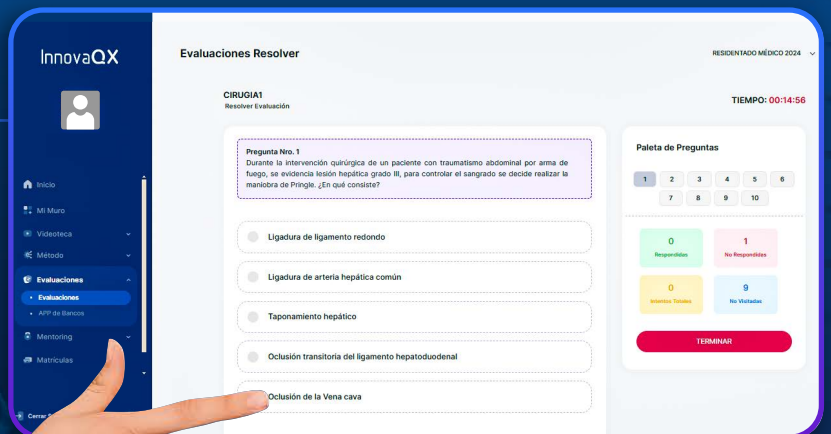 InnovaQX
Inicio
Mi Muro
Videoteca
Método
Evaluaciones
Evaluaciones
APP de Bancos
Mentoring
Matrículas
Cerrar
Evaluaciones Resolver
RESIDENTADO MÉDICO 2024
CIRUGIA1
Resolver Evaluación
TIEMPO: 00:14:56
Pregunta Nro. 1
Durante la intervención quirúrgica de un paciente con traumatismo abdominal por arma de
fuego, se evidencia lesión hepática grado III, para controlar el sangrado se decide realizar la
maniobra de Pringle. ¿En qué consiste?
Ligadura de ligamento redondo
Ligadura de arteria hepática común
Taponamiento hepático
Oclusión transitoria del ligamento hepatoduodenal
Oclusión de la Vena cava
Paleta de Preguntas
1 2 3 4 5 6
7 8 9 10
0
Respondidas
1
No Respondidas
0
Intentos Totales
9
No Visitadas
TERMINAR